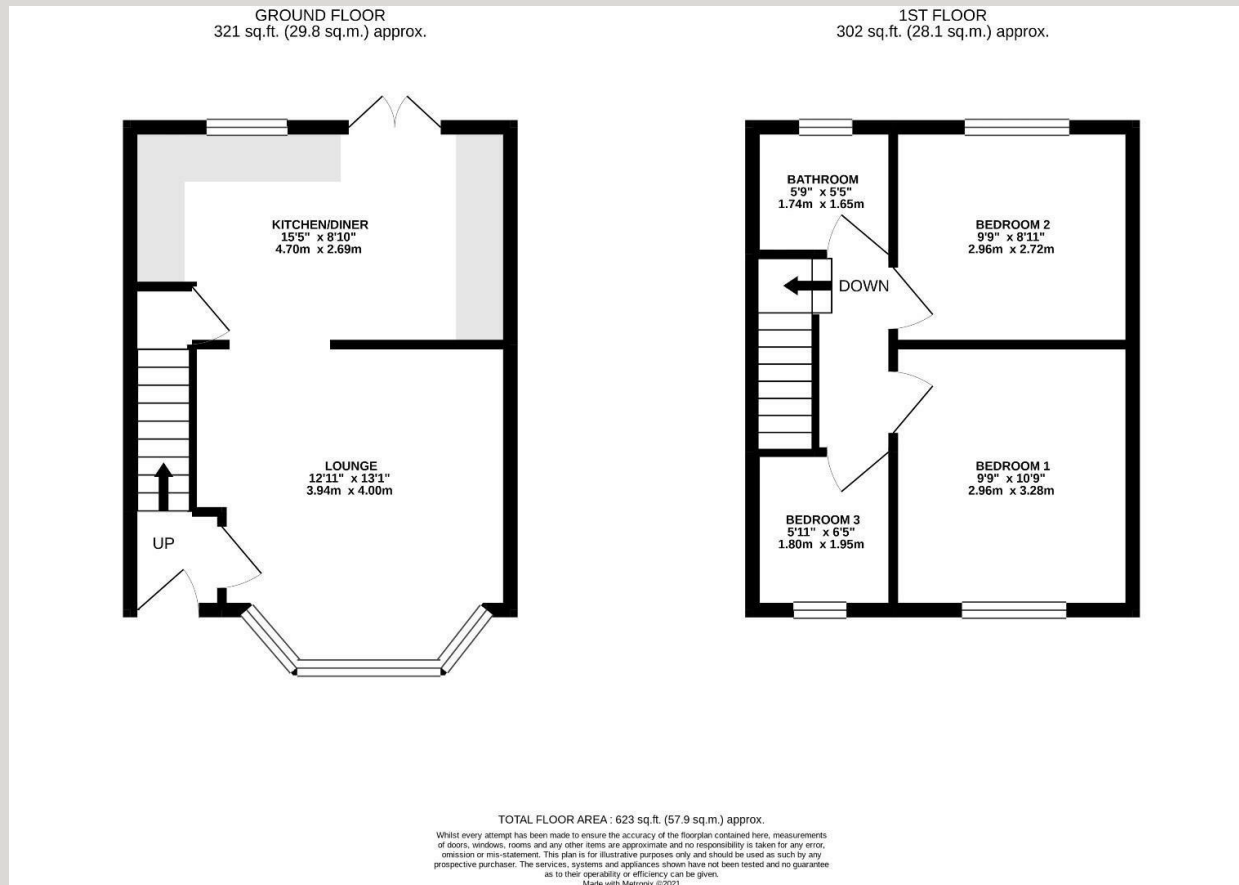 GROUND FLOOR
321 sq.ft. (29.8 sq.m.) approx.
1ST FLOOR
302 sq.ft. (28.1 sq.m.) approx.
KITCHEN/DINER
15'5" x 8'10"
4.70m x 2.69m
LOUNGE
12'11" x 13'1"
3.94m x 4.00m
UP
BATHROOM
5'9" x 5'5"
1.74m x 1.65m
BEDROOM 2
9'9" x 8'11"
2.96m x 2.72m
DOWN
BEDROOM 1
9'9" x 10'9"
2.96m x 3.28m
BEDROOM 3
5'11" x 6'5"
1.80m x 1.95m
TOTAL FLOOR AREA : 623 sq.ft. (57.9 sq.m.) approx.
Whilst every attempt has been made to ensure the accuracy of the floorplan contained here, measurements
of doors, windows, rooms and any other items are approximate and no responsibility is taken for any error,
omission or mis-statement. This plan is for illustrative purposes only and should be used as such by any
prospective purchaser. The services, systems and appliances shown have not been tested and no guarantee
as to their operability or efficiency can be given.
Made with Metropix ©2021